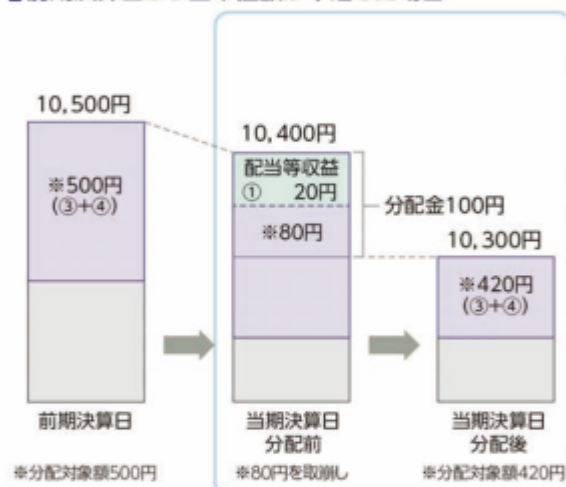 10,500円
※500円
(③+④)
10,400円
配当等収益
① 20円
※80円
分配金100円
10,300円
※420円
(③+④)
前期決算日
当期決算日
分配前
当期決算日
分配後
※分配対象額500円
※80円を取崩し
※分配対象額420円